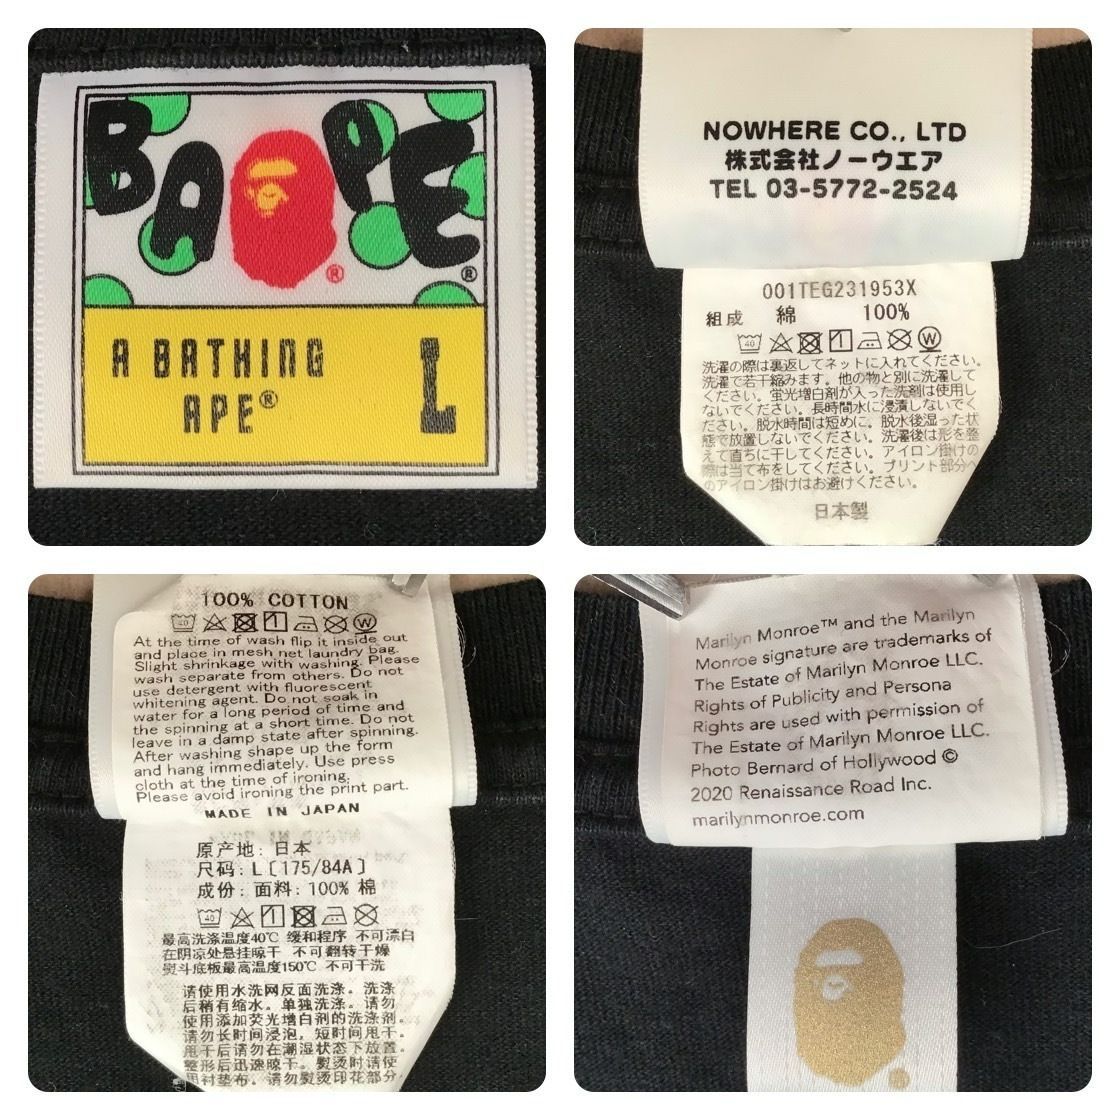 BAPE
®
®
A BATHING
APE®
L
NOWHERE CO., LTD
株式会社ノーウエア
TEL 03-5772-2524
001TEG231953X
組成 綿 100%
洗濯の際は裏返してネットに入れてください。
洗濯で若干縮みます。他の物と別に洗濯して
ください。蛍光増白剤が入った洗剤は使用し
ないでください。長時間水に浸漬しないでく
ださい。脱水時間は短めに。脱水後湿った状
態で放置しないでください。洗濯後は形を整
えて直ちに干してください。アイロン掛けの
際は当て布をしてください。プリント部分へ
のアイロン掛けはお避けください。
日本製
100% COTTON
40 W
At the time of wash flip it inside out
and place in mesh net laundry bag.
Slight shrinkage with washing. Please
wash separate from others. Do not
use detergent with fluorescent
whitening agent. Do not soak in
water for a long period of time and
the spinning at a short time. Do not
leave in a damp state after spinning.
After washing shape up the form
and hang immediately. Use press
cloth at the time of ironing.
Please avoid ironing the print part.
MADE IN JAPAN
原产地: 日本
尺码: L [175/84A]
成份: 面料: 100% 棉
40
最高洗涤温度40℃ 缓和程序 不可漂白
在阴凉处悬挂晾干 不可翻转干燥
熨斗底板最高温度150℃ 不可干洗
请使用水洗网反面洗涤。洗涤
后稍有缩水。单独洗涤。请勿
使用添加荧光增白剂的洗涤剂。
请勿长时间浸泡，短时间甩干。
甩干后请勿在潮湿状态下放置。
整形后迅速晾干。熨烫时请使
用衬垫布。请勿熨烫印花部分
Marilyn Monroe™ and the Marilyn
Monroe signature are trademarks of
The Estate of Marilyn Monroe LLC.
Rights of Publicity and Persona
Rights are used with permission of
The Estate of Marilyn Monroe LLC.
Photo Bernard of Hollywood ©
2020 Renaissance Road Inc.
marilynmonroe.com
®